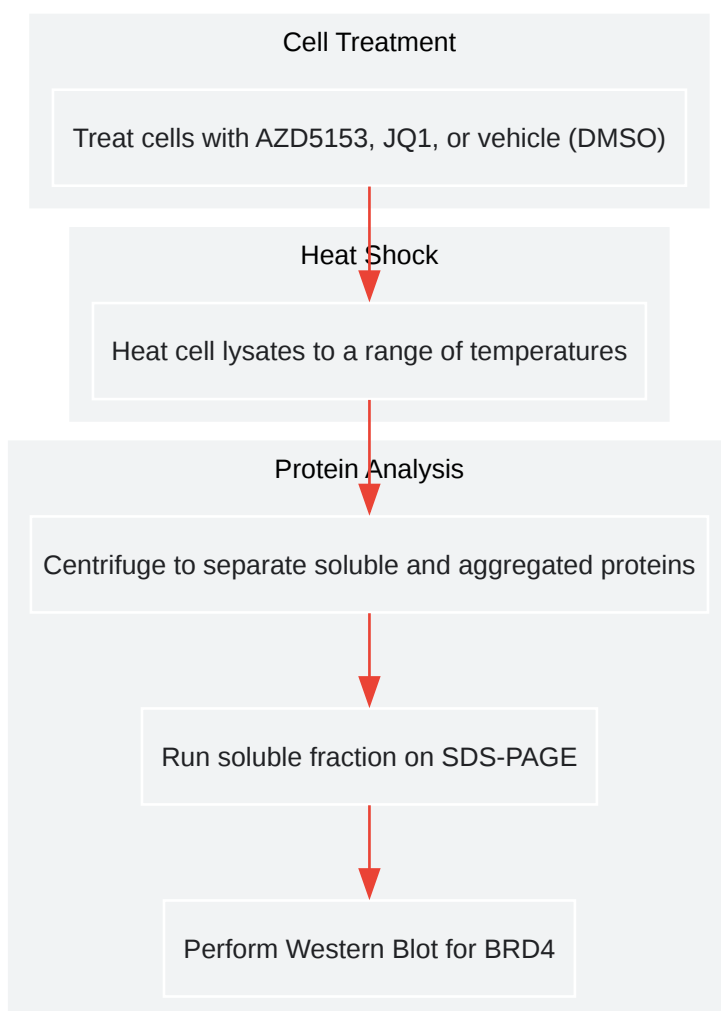 Cell Treatment
Treat cells with AZD5153, JQ1, or vehicle (DMSO)
Heat Shock
Heat cell lysates to a range of temperatures
Protein Analysis
Centrifuge to separate soluble and aggregated proteins
Run soluble fraction on SDS-PAGE
Perform Western Blot for BRD4